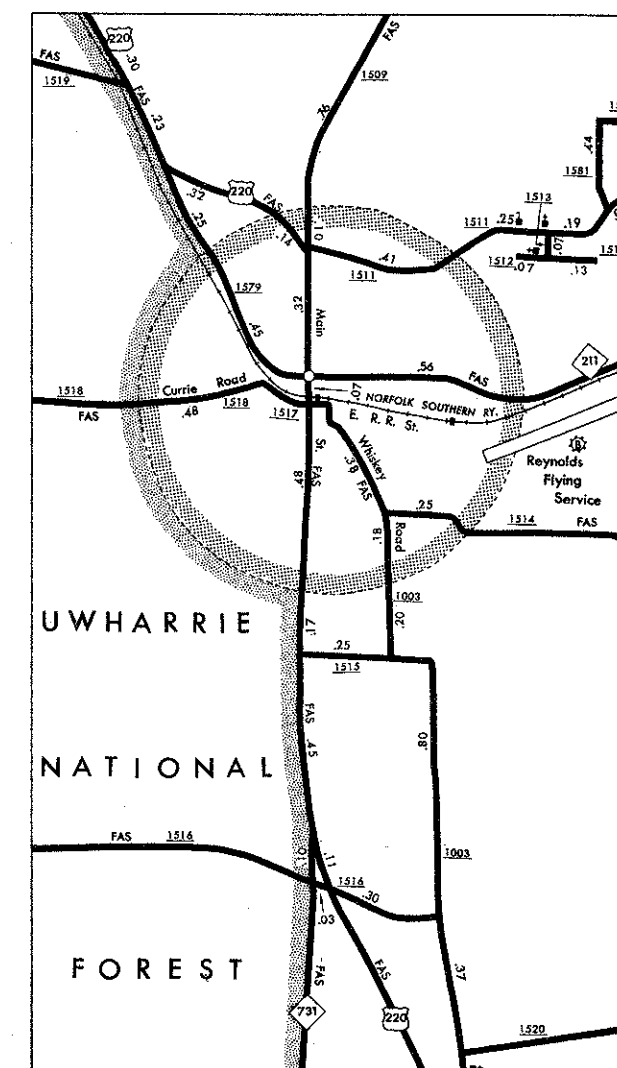 220
FAS
.30
FAS
1519
FAS
1509
.76
.23
.44
1581
.32
220
FAS
.14
.10
.25
1513
1511
.25
.19
.07
1512
.07
.13
.41
1511
1579
.32
Main
.45
.56
FAS
211
1518
FAS
Currie Road
.48
1518
1517
.07
NORFOLK SOUTHERN RY.
E. R.R. St.
St.
FAS
.48
Whiskey
.38
FAS
Road
.18
.25
1514
FAS
B
Reynolds
Flying
Service
1003
.20
UWHARRIE
.17
.25
1515
FAS
.45
.80
NATIONAL
FAS
1516
.10
.11
1516
.30
.03
1003
FOREST
FAS
731
FAS
220
.37
1520